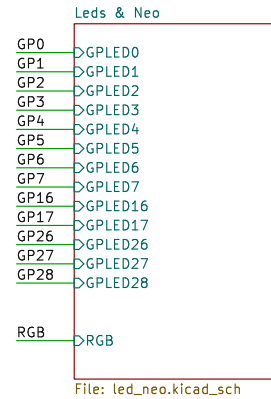 Leds & Neo
GP0 GPLED0
GP1 GPLED1
GP2 GPLED2
GP3 GPLED3
GP4 GPLED4
GP5 GPLED5
GP6 GPLED6
GP7 GPLED7
GP16 GPLED16
GP17 GPLED17
GP26 GPLED26
GP27 GPLED27
GP28 GPLED28
RGB RGB
File: led_neo.kicad_sch